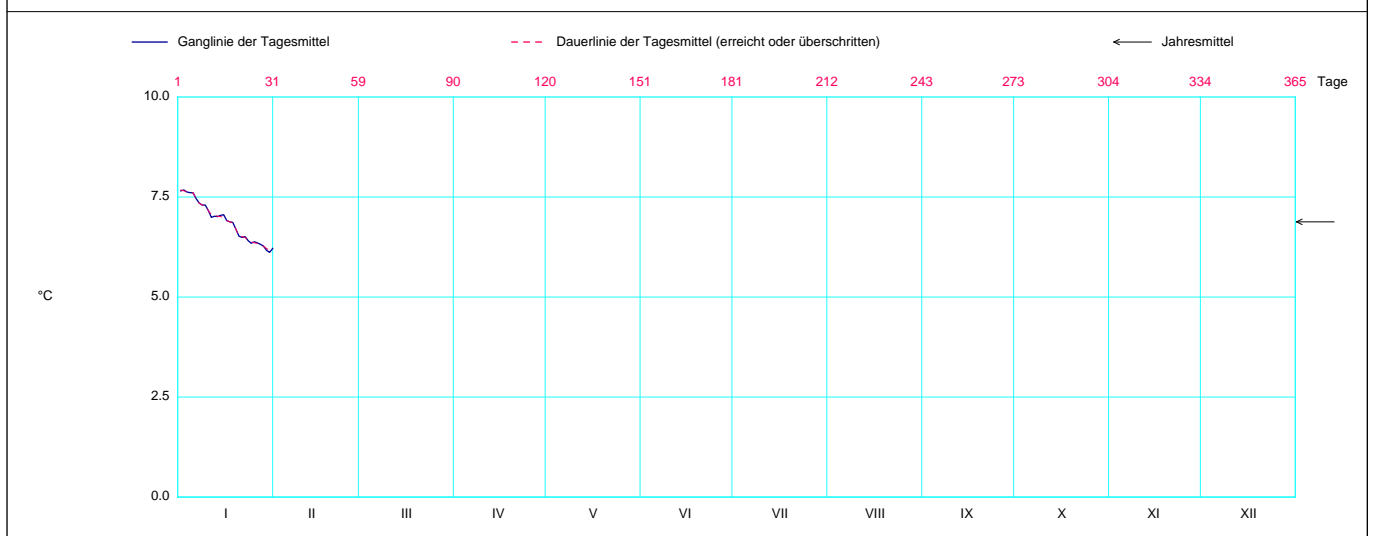 Ganglinie der Tagesmittel Dauerlinie der Tagesmittel (erreicht oder überschritten) Jahresmittel
1 31 59 90 120 151 181 212 243 273 304 334 365 Tage
10.0
7.5
5.0
°C
2.5
0.0
I II III IV V VI VII VIII IX X XI XII